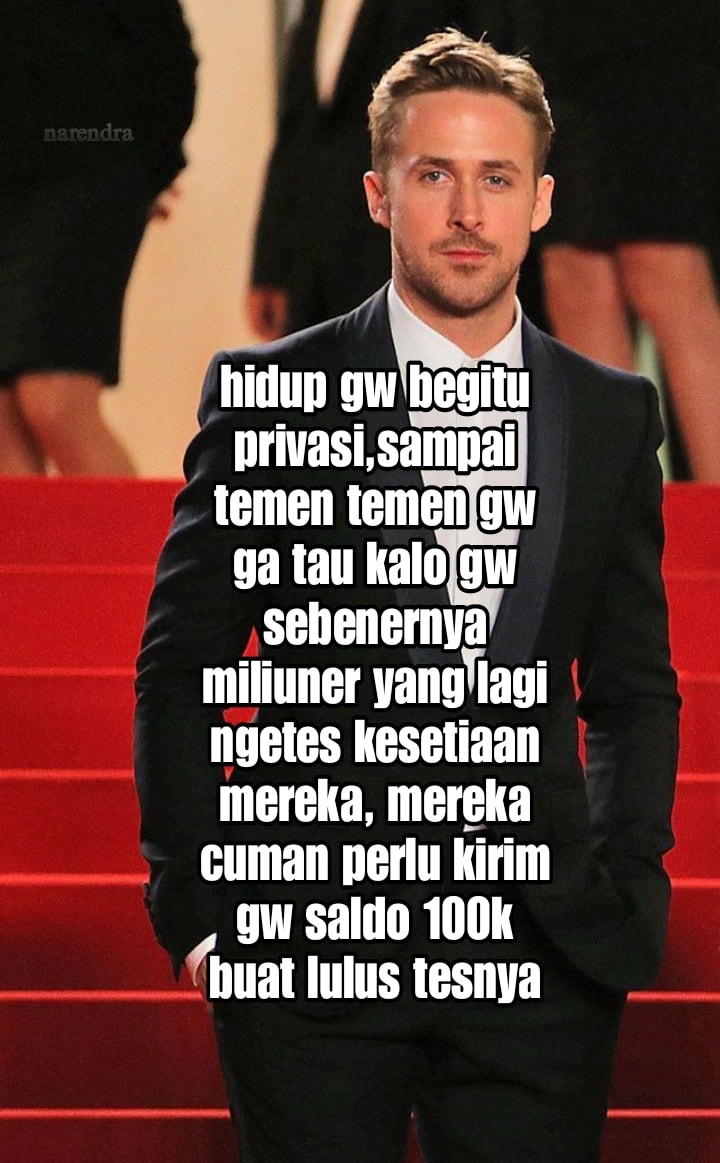 narendra
hidup gw begitu
privasi,sampai
temen temen gw
ga tau kalo gw
sebenernya
miliuner yang lagi
ngetes kesetiaan
mereka, mereka
cuman perlu kirim
gw saldo 100k
buat lulus tesnya